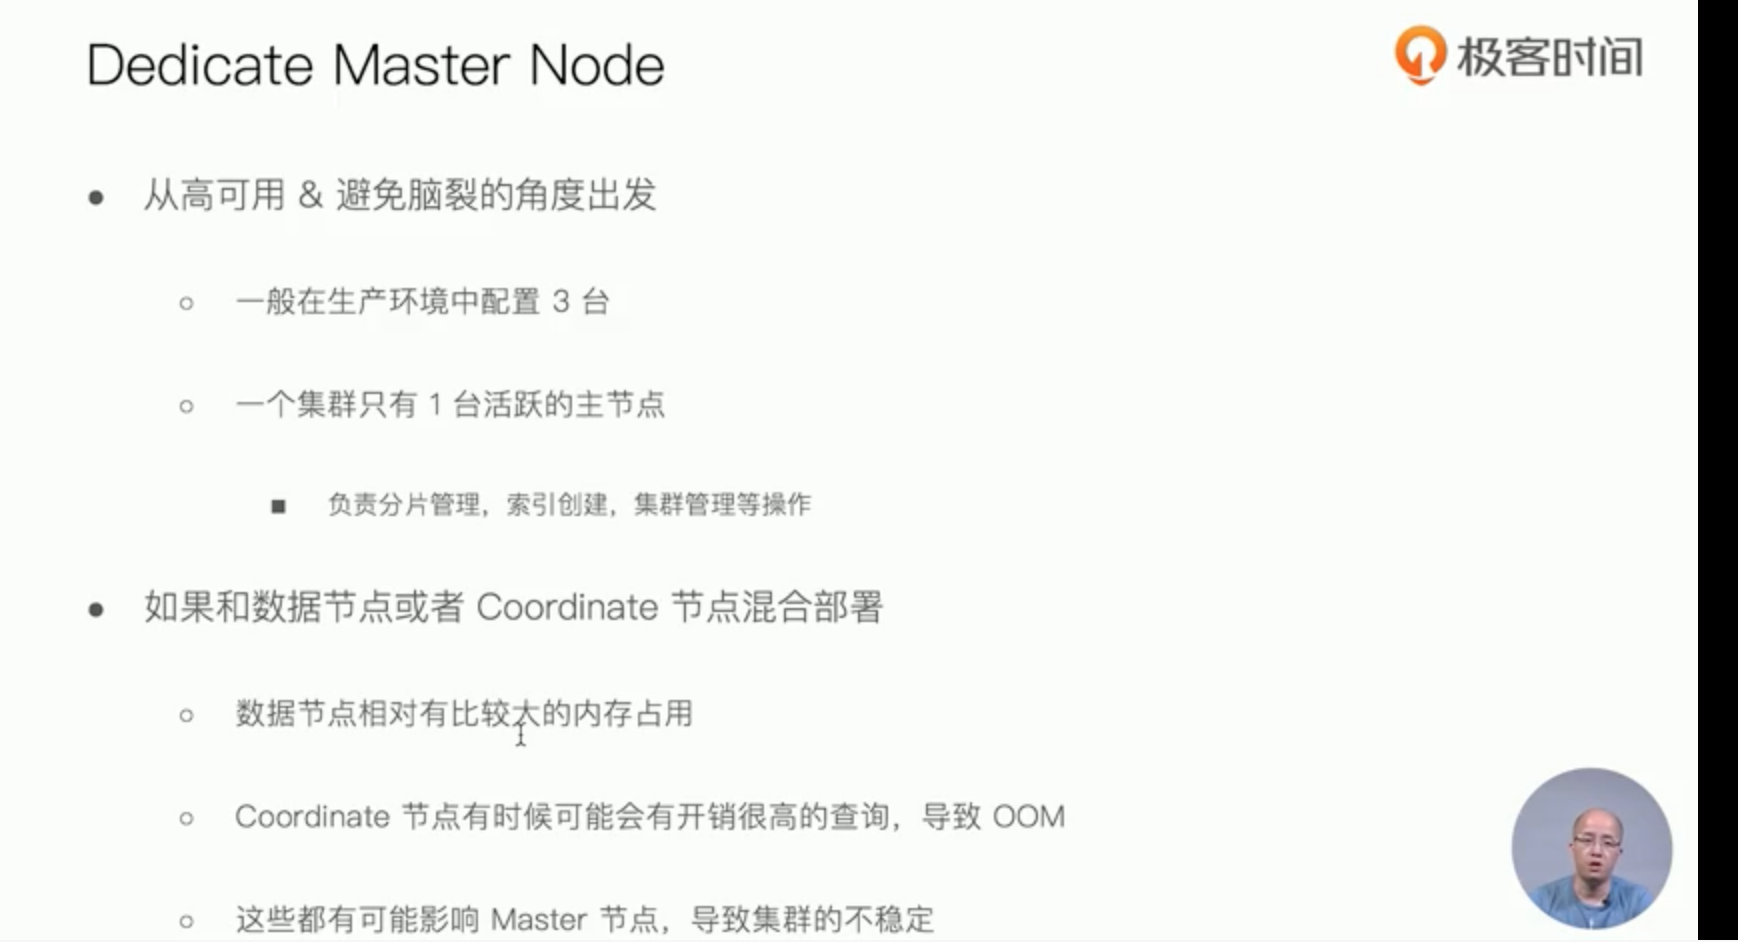 Dedicate Master Node
极客时间
从高可用 & 避免脑裂的角度出发
一般在生产环境中配置 3 台
一个集群只有 1 台活跃的主节点
负责分片管理，索引创建，集群管理等操作
如果和数据节点或者 Coordinate 节点混合部署
数据节点相对有比较大的内存占用
Coordinate 节点有时候可能会有开销很高的查询，导致 OOM
这些都有可能影响 Master 节点，导致集群的不稳定